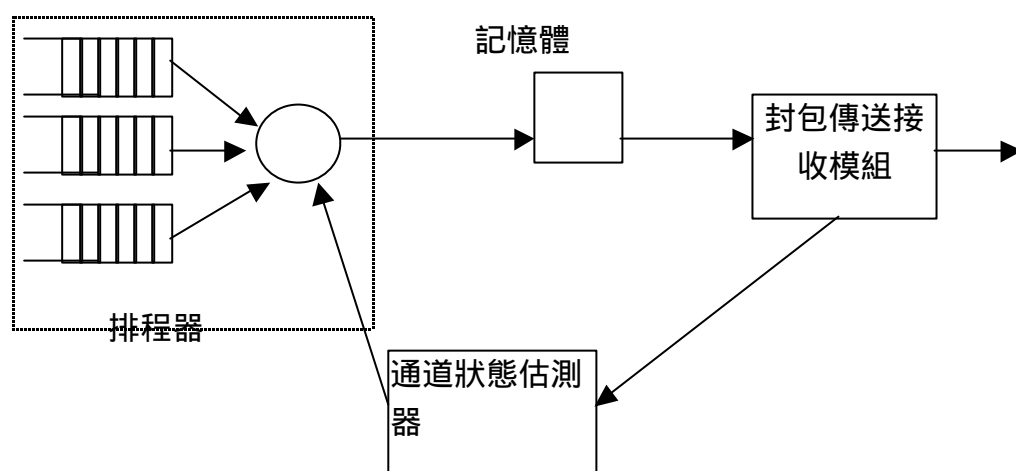 記憶體
封包傳送接
收模組
排程器
通道狀態估測
器